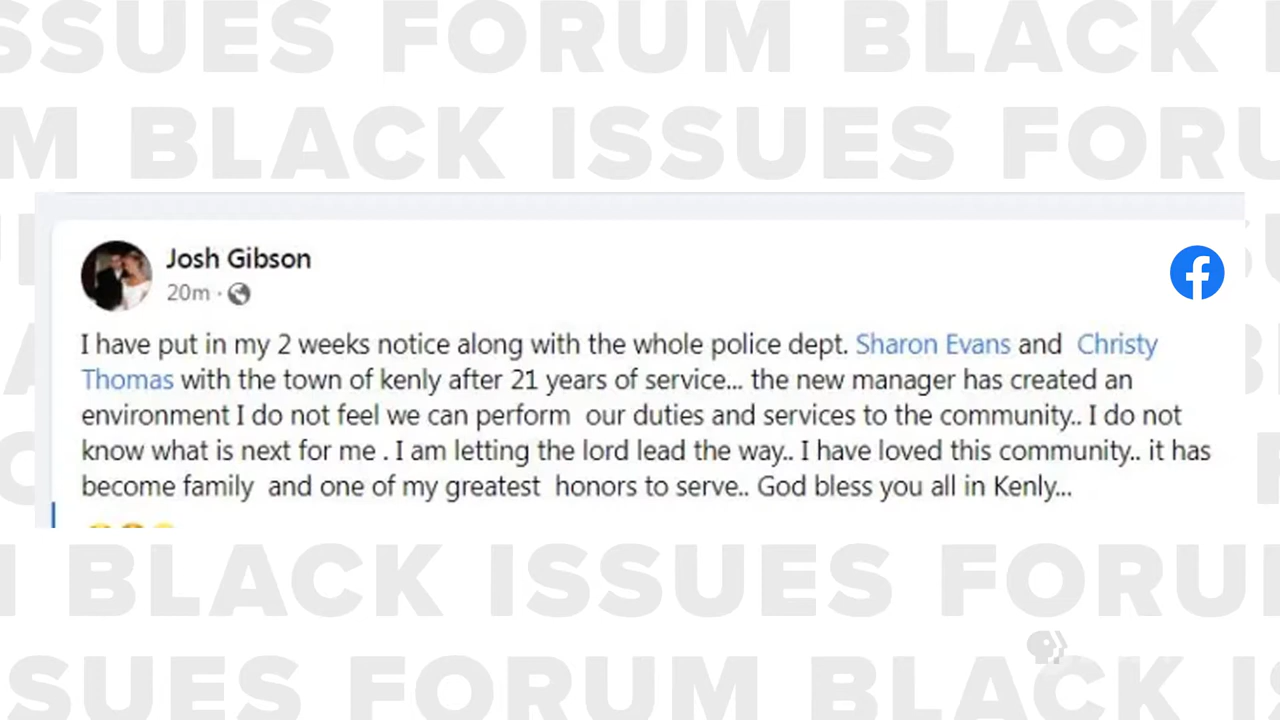 SSUES FORUM BLACK I
M BLACK ISSUES FORU
Josh Gibson
20m ·
I have put in my 2 weeks notice along with the whole police dept. Sharon Evans and Christy
Thomas with the town of kenly after 21 years of service... the new manager has created an
environment I do not feel we can perform our duties and services to the community.. I do not
know what is next for me . I am letting the lord lead the way.. I have loved this community.. it has
become family and one of my greatest honors to serve.. God bless you all in Kenly...
BLACK ISSUES FORU
SUES FORUM BLACK IS